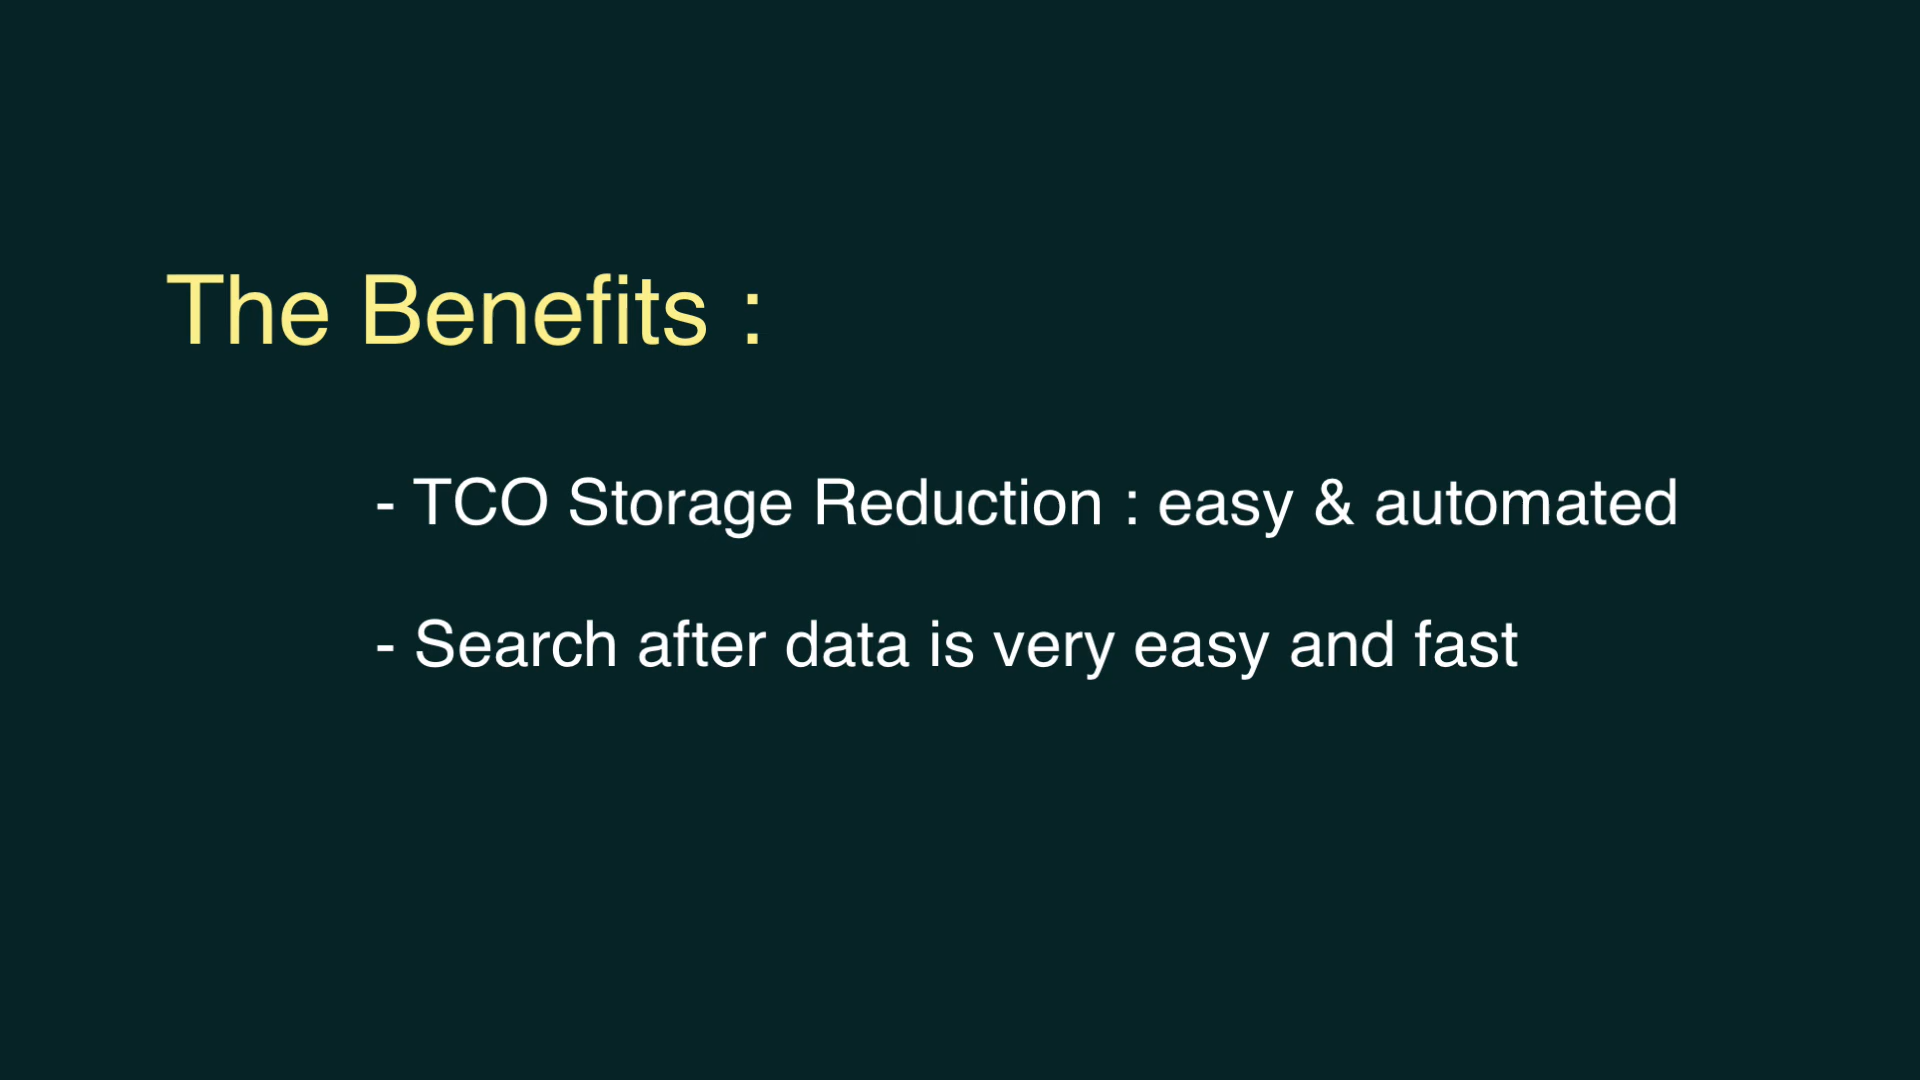 The Benefits :
- TCO Storage Reduction : easy & automated
- Search after data is very easy and fast